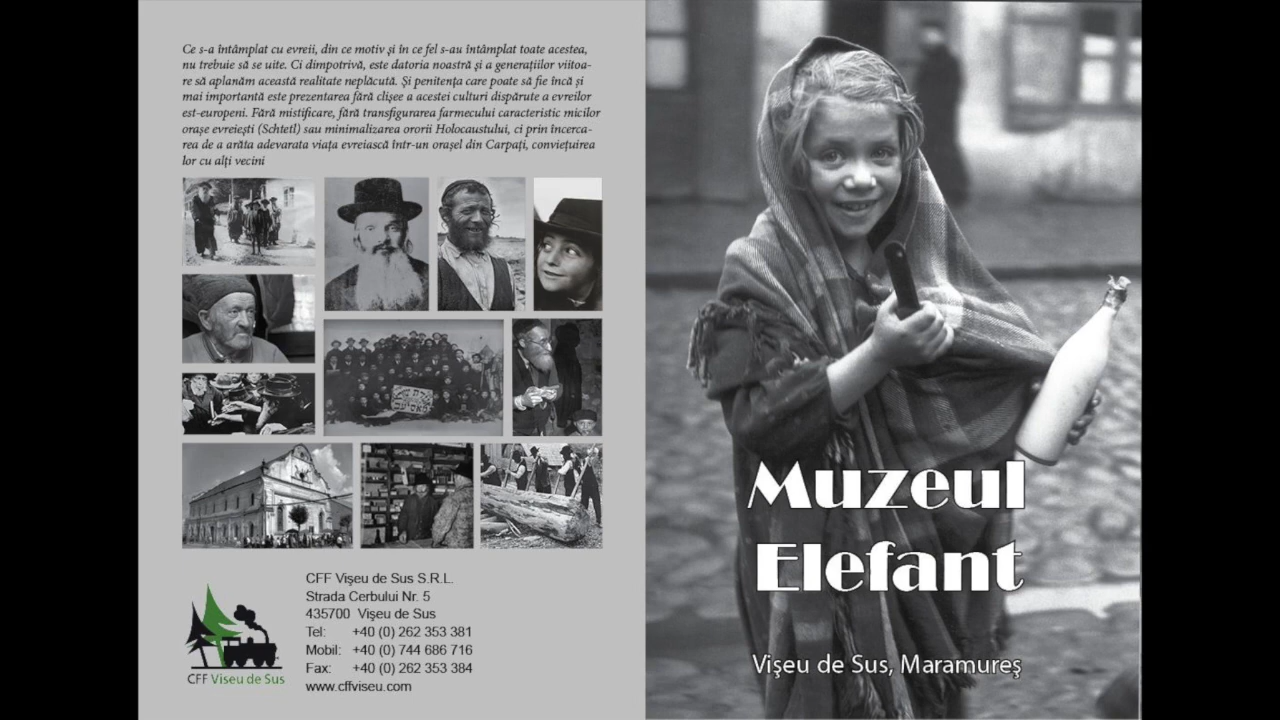 Ce s-a întâmplat cu evreii, din ce motiv și în ce fel s-au întâmplat toate acestea,
nu trebuie să se uite. Ci dimpotrivă, este datoria noastră și a generațiilor viitoa-
re să aplanăm această realitate neplăcută. Și penitența care poate să fie încă și
mai importantă este prezentarea fără clișee a acestei culturi dispărute a evreilor
est-europeni. Fără mistificare, fără transfigurarea farmecului caracteristic micilor
orașe evreiești (Schtetl) sau minimalizarea ororii Holocaustului, ci prin încerca-
rea de a arăta adevarata viața evreiască într-un orașel din Carpați, conviețuirea
lor cu alți vecini
CFF Vişeu de Sus S.R.L.
Strada Cerbului Nr. 5
435700 Vişeu de Sus
Tel: +40 (0) 262 353 381
Mobil: +40 (0) 744 686 716
Fax: +40 (0) 262 353 384
www.cffviseu.com
CFF Viseu de Sus
Muzeul
Elefant
Vişeu de Sus, Maramureş